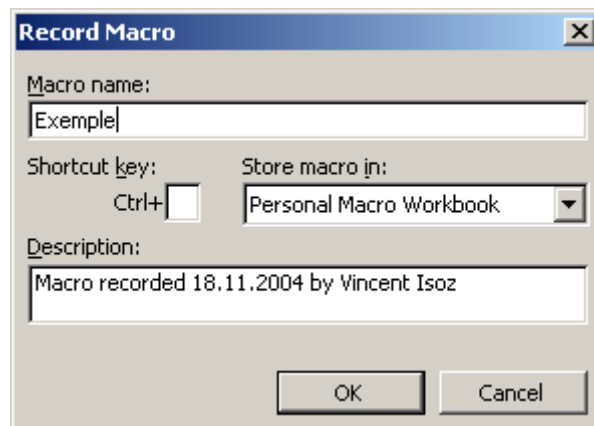 Record Macro
Macro name:
Exemple
Shortcut key: Store macro in:
Ctrl+ Personal Macro Workbook
Description:
Macro recorded 18.11.2004 by Vincent Isoz
OK Cancel